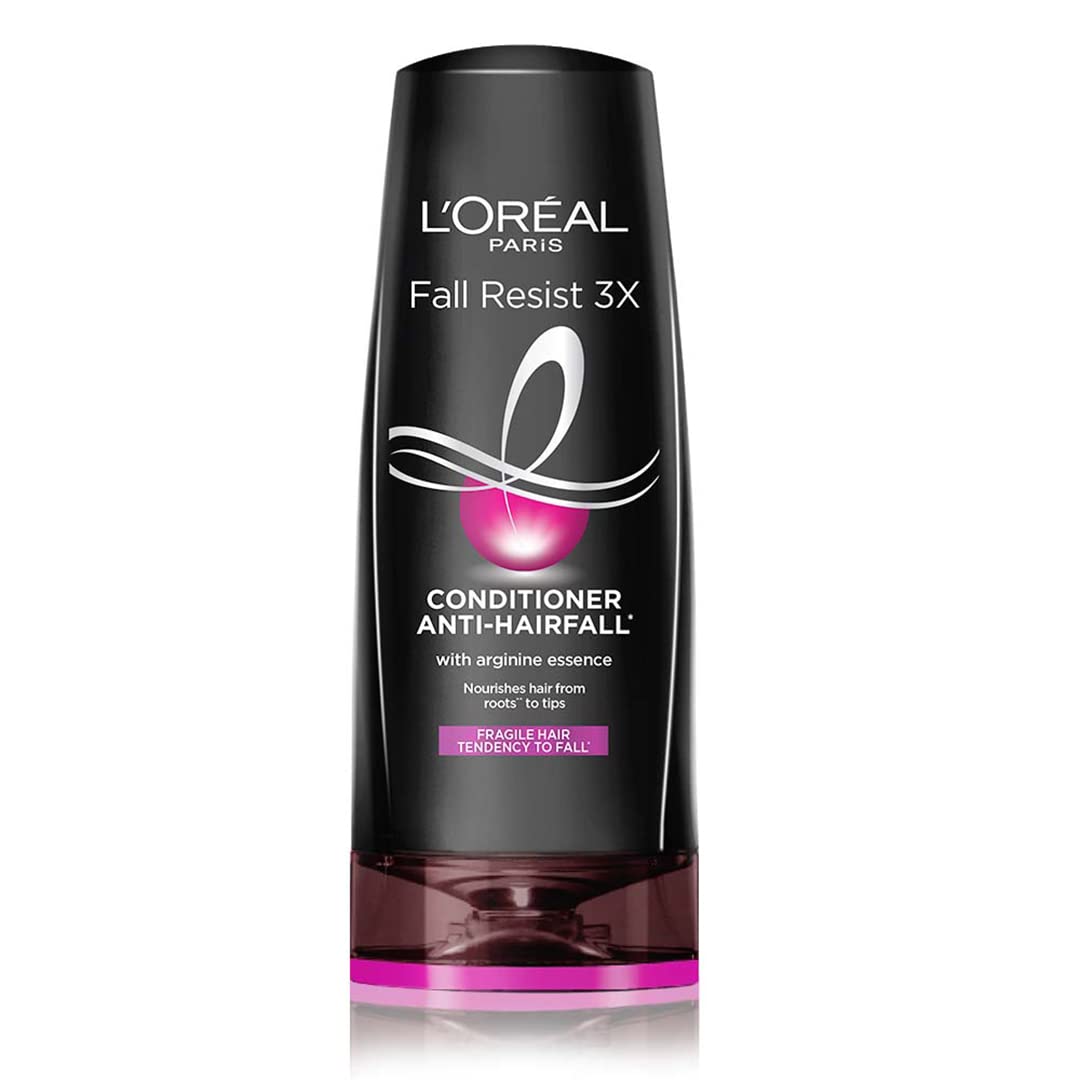 L'ORÉAL
PARiS
Fall Resist 3X
CONDITIONER
ANTI-HAIRFALL*
with arginine essence
Nourishes hair from
roots** to tips
FRAGILE HAIR
TENDENCY TO FALL*